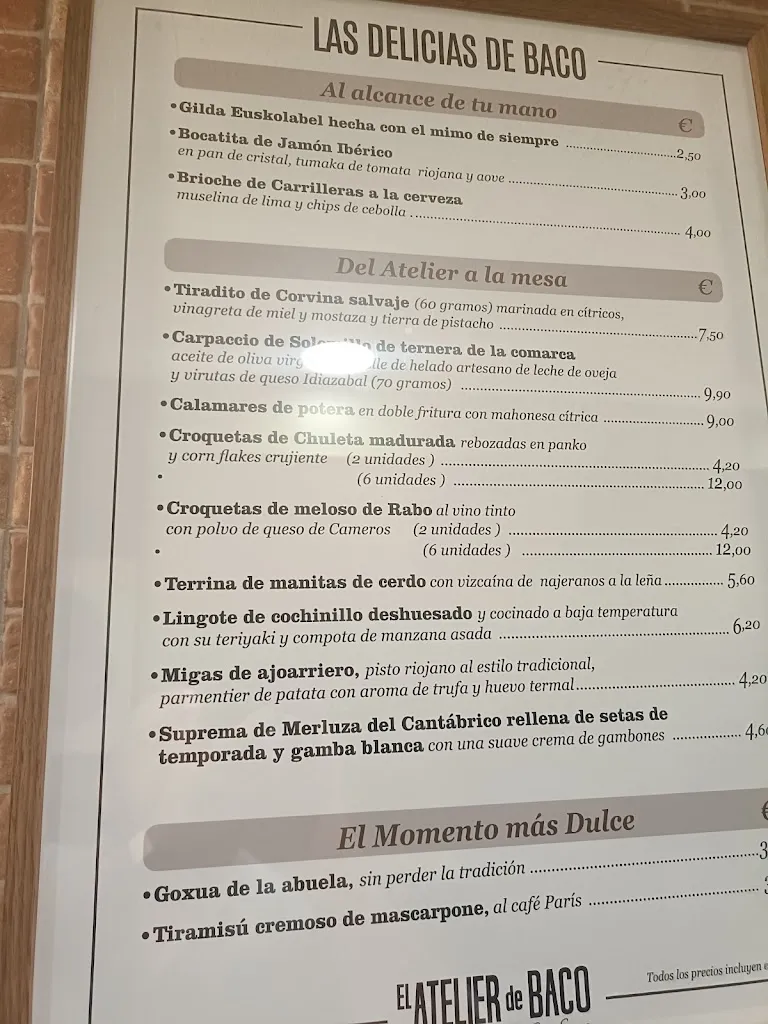 LAS DELICIAS DE BACO
Al alcance de tu mano €
•Gilda Euskolabel hecha con el mimo de siempre ........ 2,50
•Bocatita de Jamón Ibérico
en pan de cristal, tumaka de tomata riojana y aove ........ 3,00
•Brioche de Carrilleras a la cerveza
muselina de lima y chips de cebolla ........ 4,00
Del Atelier a la mesa €
•Tiradito de Corvina salvaje (60 gramos) marinada en cítricos,
vinagreta de miel y mostaza y tierra de pistacho ........ 7,50
•Carpaccio de de ternera de la comarca
aceite de oliva de helado artesano de leche de oveja
y virutas de queso Idiazabal (70 gramos) ........ 9,90
•Calamares de potera en doble fritura con mahonesa cítrica ........ 9,00
•Croquetas de Chuleta madurada rebozadas en panko
y corn flakes crujiente (2 unidades ) ........ 4,20
• (6 unidades ) ........ 12,00
•Croquetas de meloso de Rabo al vino tinto
con polvo de queso de Cameros (2 unidades ) ........ 4,20
• (6 unidades ) ........ 12,00
•Terrina de manitas de cerdo con vizcaína de najeranos a la leña ........ 5,60
•Lingote de cochinillo deshuesado y cocinado a baja temperatura
con su teriyaki y compota de manzana asada ........ 6,20
•Migas de ajoarriero, pisto riojano al estilo tradicional,
parmentier de patata con aroma de trufa y huevo termal ........ 4,20
•Suprema de Merluza del Cantábrico rellena de setas de
temporada y gamba blanca con una suave crema de gambones ........ 4,6
El Momento más Dulce €
•Goxua de la abuela, sin perder la tradición ........ 3
•Tiramisú cremoso de mascarpone, al café París ........
EL ATELIER de BACO
Todos los precios incluyen